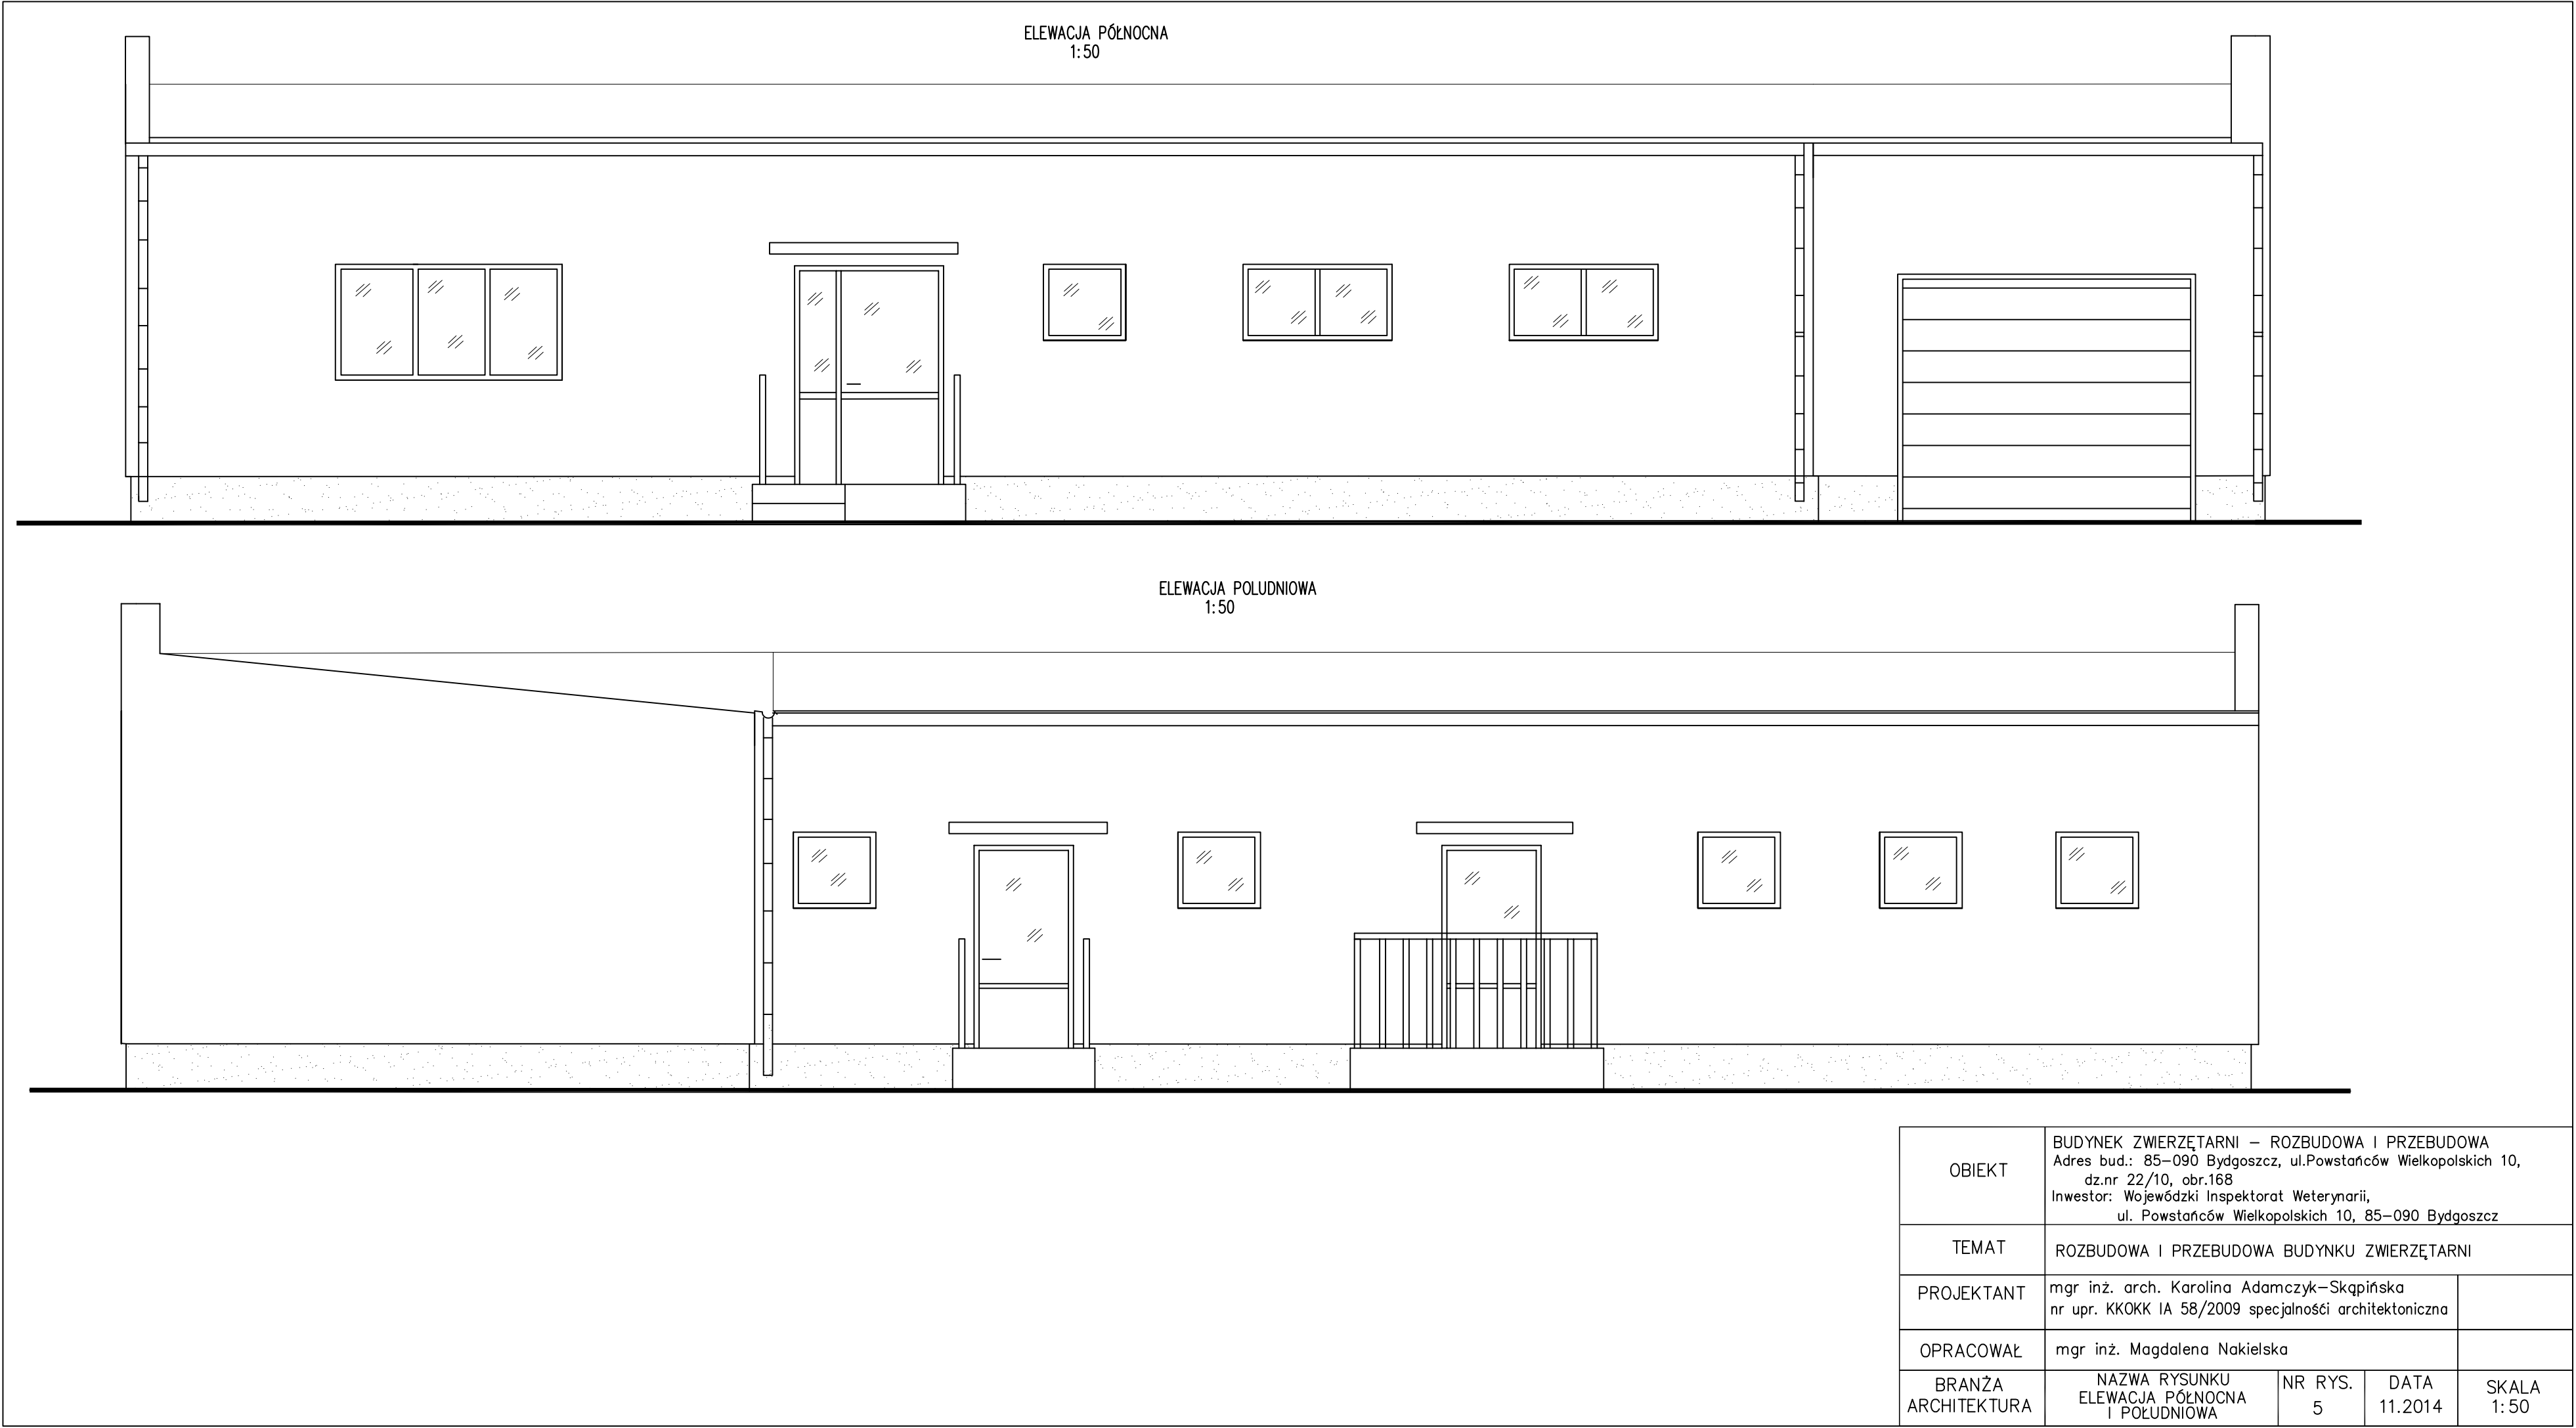 ELEWACJA PÓŁNOCNA
1:50
ELEWACJA POLUDNIOWA
1:50
OBIEKT
BUDYNEK ZWIERZĘTARNI – ROZBUDOWA I PRZEBUDOWA
Adres bud.: 85–090 Bydgoszcz, ul.Powstańców Wielkopolskich 10,
dz.nr 22/10, obr.168
Inwestor: Wojewódzki Inspektorat Weterynarii,
ul. Powstańców Wielkopolskich 10, 85–090 Bydgoszcz
TEMAT
ROZBUDOWA I PRZEBUDOWA BUDYNKU ZWIERZĘTARNI
PROJEKTANT
mgr inż. arch. Karolina Adamczyk–Skąpińska
nr upr. KKOKK IA 58/2009 specjalnośći architektoniczna
OPRACOWAŁ
mgr inż. Magdalena Nakielska
BRANŻA
ARCHITEKTURA
NAZWA RYSUNKU
ELEWACJA PÓŁNOCNA
I POŁUDNIOWA
NR RYS.
5
DATA
11.2014
SKALA
1:50